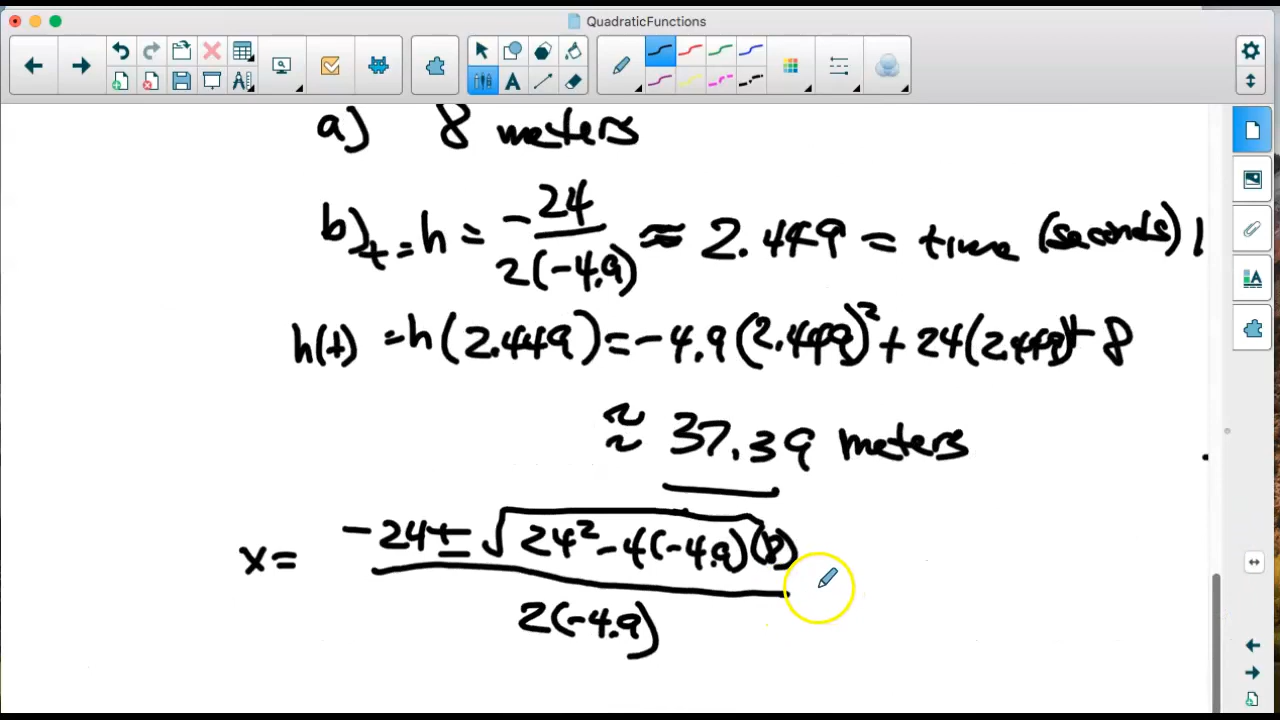 QuadraticFunctions
a) 8 meters
b) t = h = -24 / 2(-4.9) ≈ 2.449 = time (seconds)
h(t) = h(2.449) = -4.9(2.449)² + 24(2.449) + 8
≈ 37.39 meters
x = -24 ± √24² - 4(-4.9)(8) / 2(-4.9)